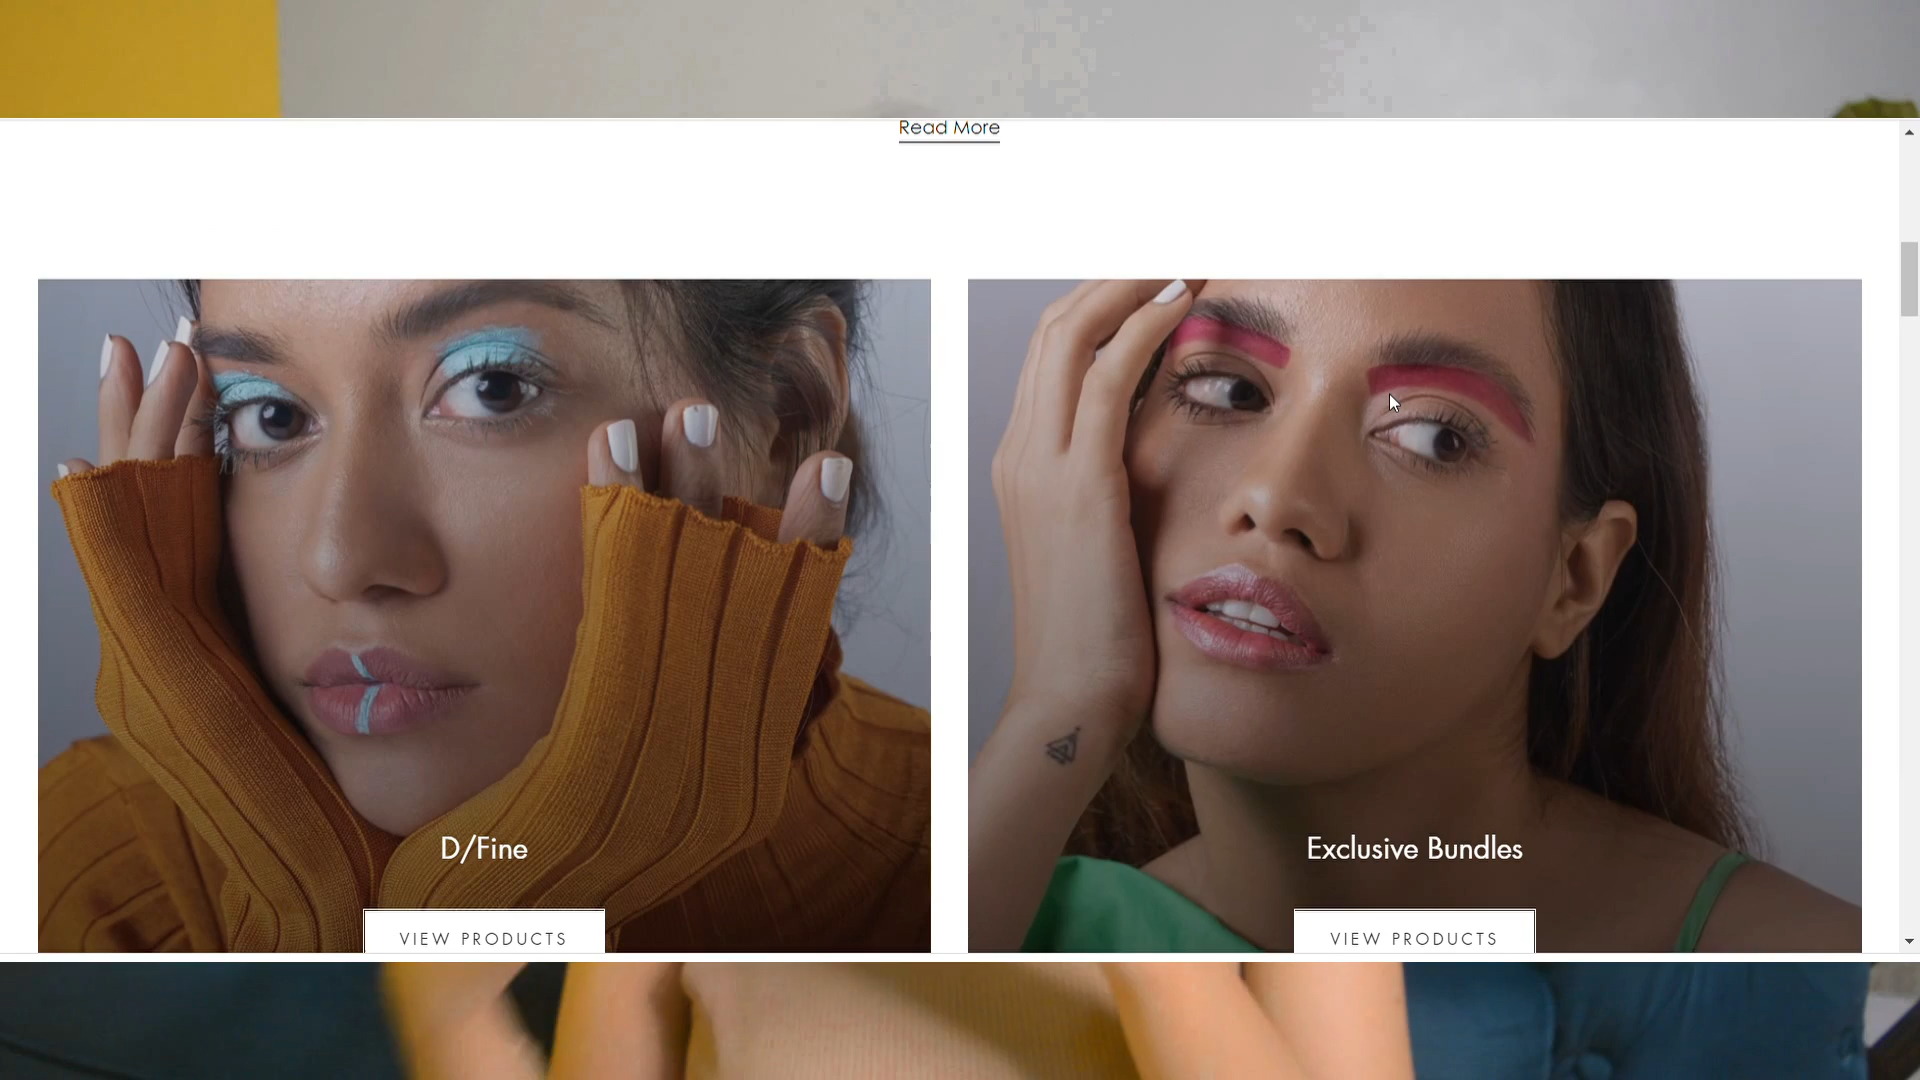 Read More
D/Fine
Exclusive Bundles
VIEW PRODUCTS
VIEW PRODUCTS